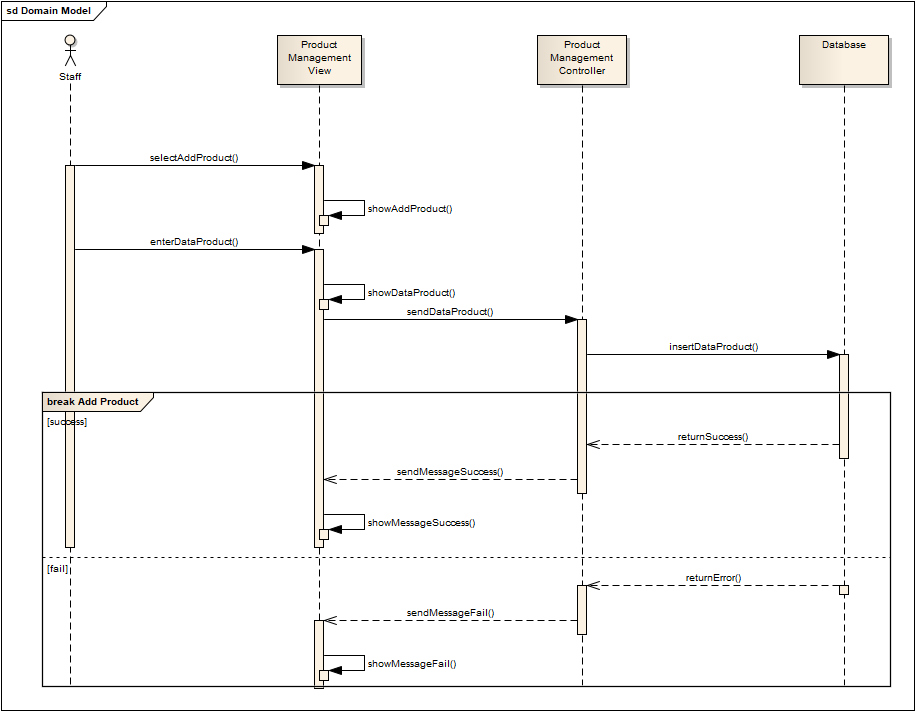 sd Domain Model
Staff
Product
Management
View
Product
Management
Controller
Database
selectAddProduct()
showAddProduct()
enterDataProduct()
showDataProduct()
sendDataProduct()
insertDataProduct()
break Add Product
[success]
returnSuccess()
sendMessageSuccess()
showMessageSuccess()
[fail]
returnError()
sendMessageFail()
showMessageFail()